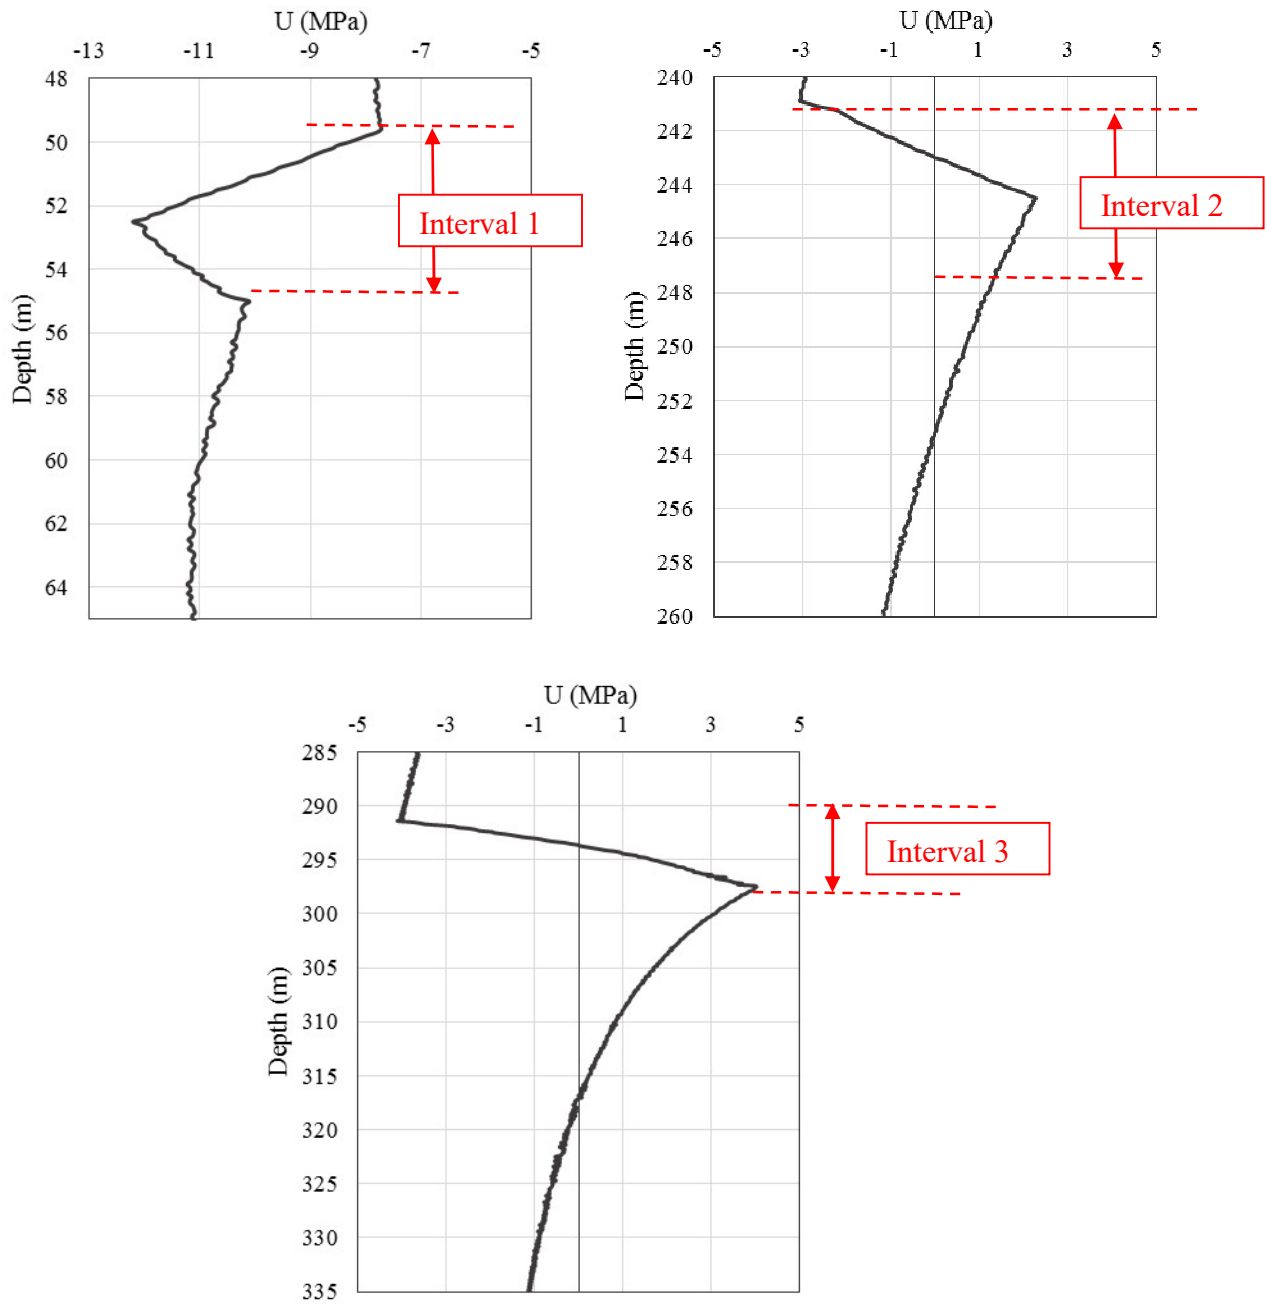 U (MPa)
-13 -11 -9 -7 -5
48
50
52
54
56
58
60
62
64
Depth (m)
Interval 1
U (MPa)
-5 -3 -1 1 3 5
240
242
244
246
248
250
252
254
256
258
260
Depth (m)
Interval 2
U (MPa)
-5 -3 -1 1 3 5
285
290
295
300
305
310
315
320
325
330
335
Depth (m)
Interval 3